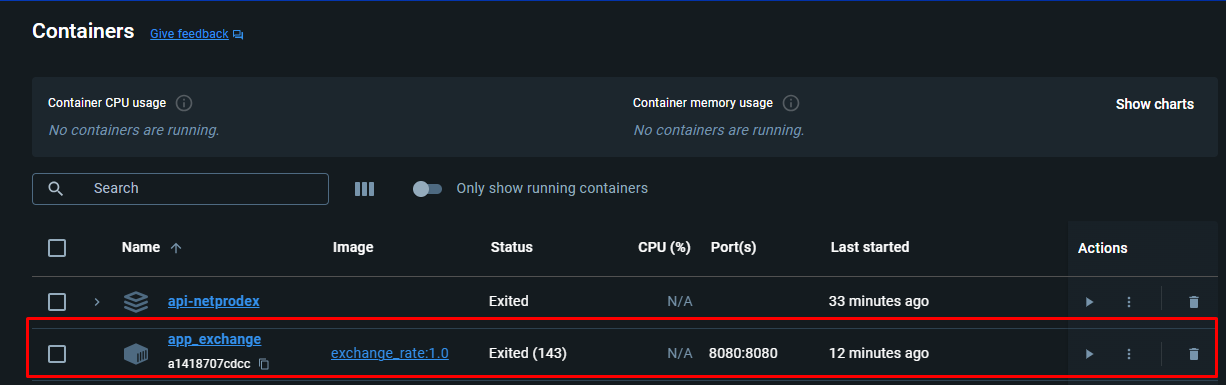 Containers Give feedback
Container CPU usage
No containers are running.
Container memory usage
No containers are running.
Show charts
Search
Only show running containers
Name Image Status CPU (%) Port(s) Last started Actions
api-netprodex Exited N/A 33 minutes ago
app_exchange
a1418707cdcc
exchange_rate:1.0 Exited (143) N/A 8080:8080 12 minutes ago